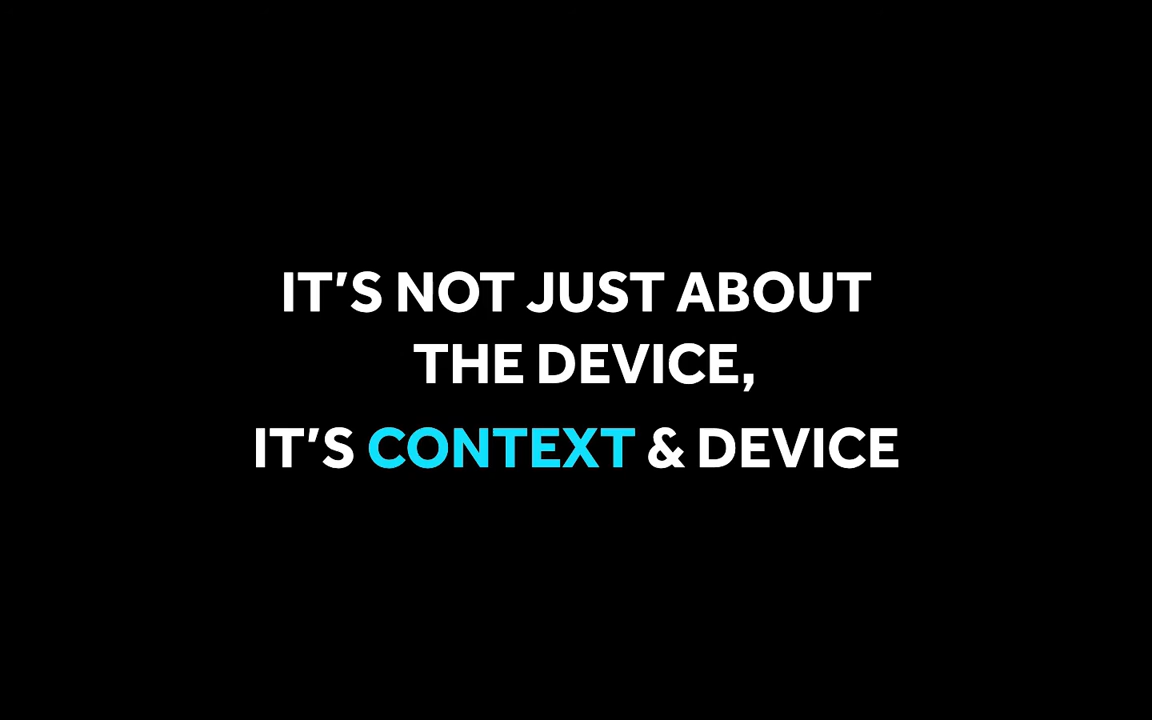 IT’S NOT JUST ABOUT
THE DEVICE,
IT’S CONTEXT & DEVICE